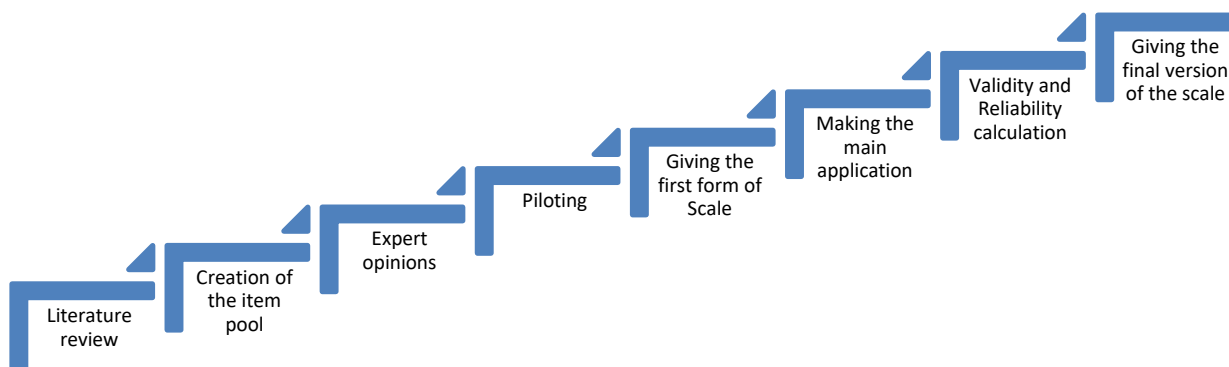 Literature
review
Creation of
the item
pool
Expert
opinions
Piloting
Giving the
first form of
Scale
Making the
main
application
Validity and
Reliability
calculation
Giving the
final version
of the scale